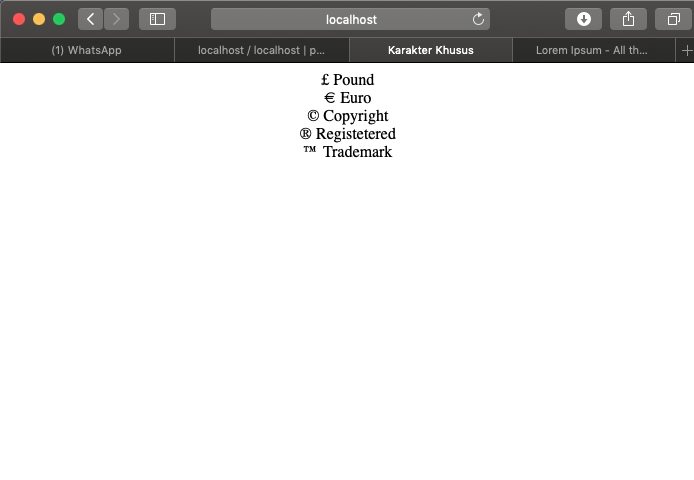 localhost
(1) WhatsApp
localhost / localhost | p...
Karakter Khusus
Lorem Ipsum - All th...
£ Pound
€ Euro
© Copyright
® Registetered
™ Trademark